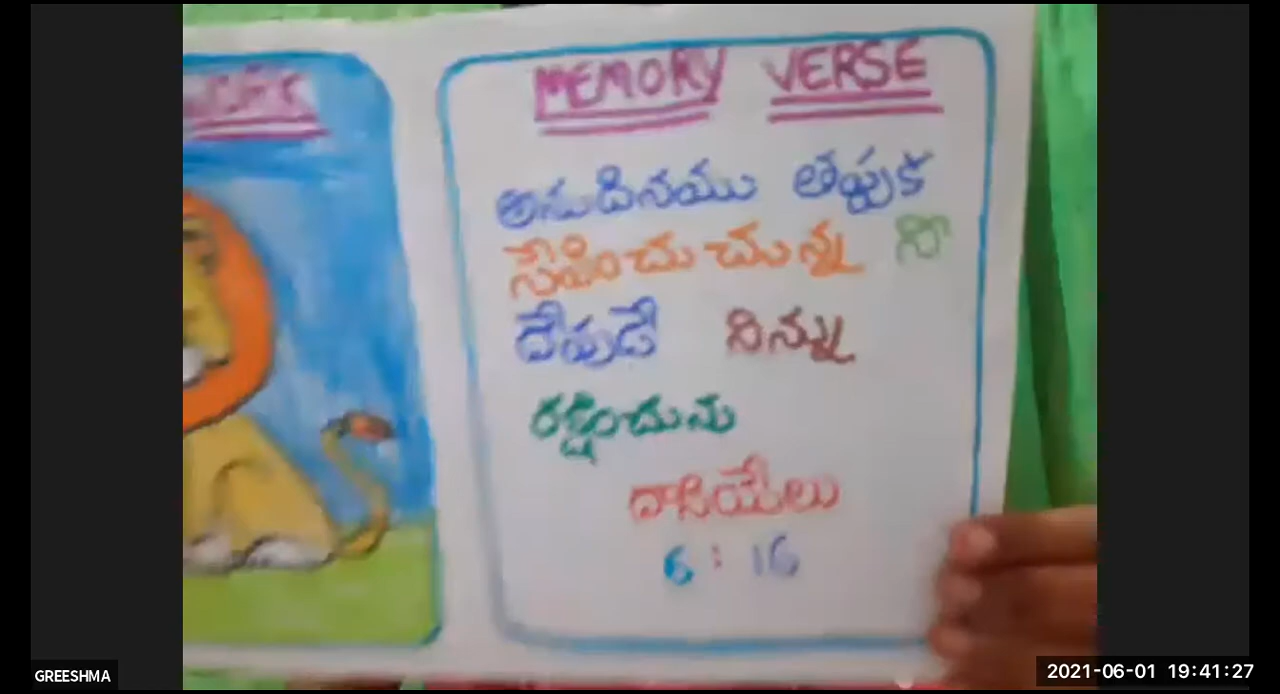 MEMORY VERSE
అనుదినము తప్పక
సేవించుచున్న నీ
దేవుడే నిన్ను
రక్షించును
దానియేలు
6 : 16
GREESHMA
2021-06-01 19:41:27